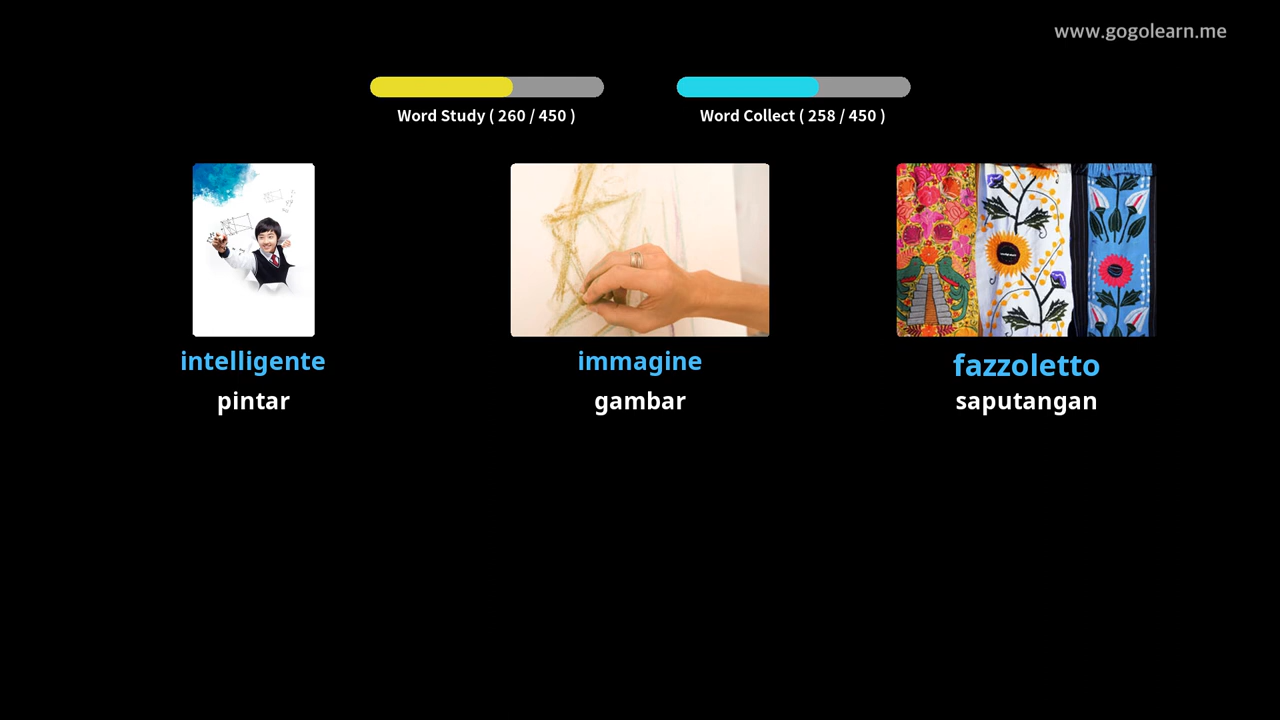 www.gogolearn.me
Word Study ( 260 / 450 )
Word Collect ( 258 / 450 )
intelligente
pintar
immagine
gambar
fazzoletto
saputangan